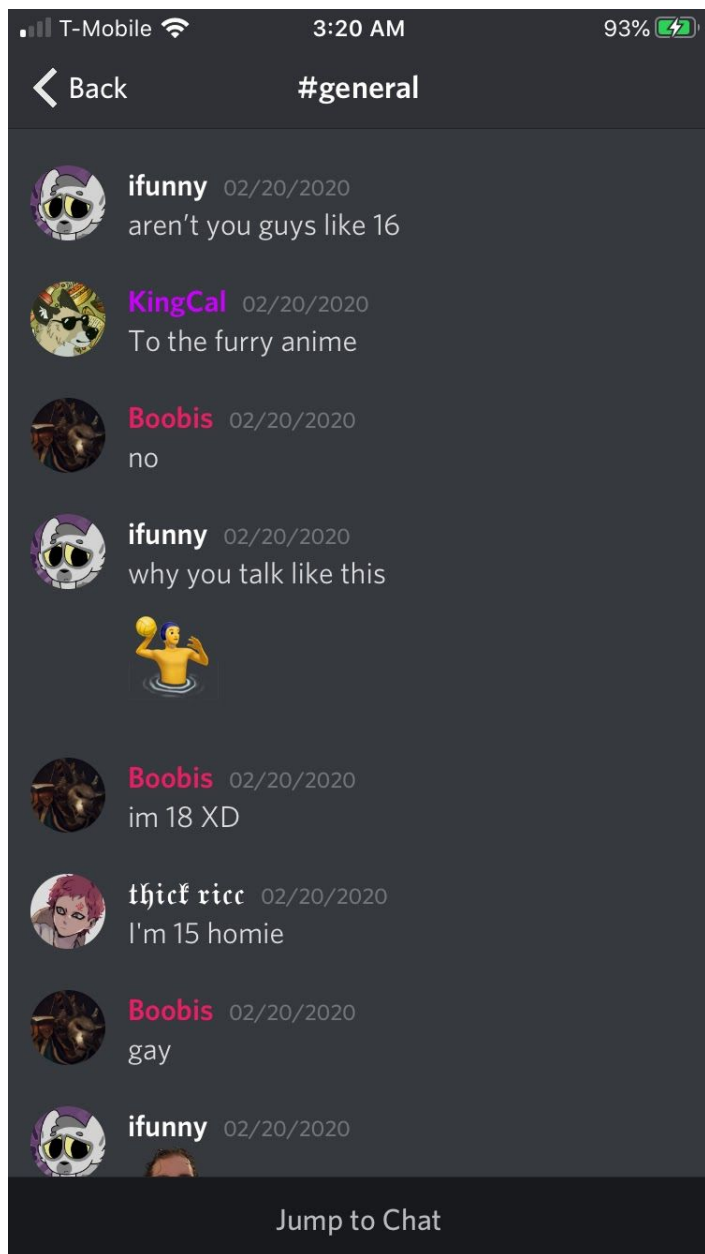 T-Mobile 3:20 AM 93%
Back #general
ifunny 02/20/2020
aren’t you guys like 16
KingCal 02/20/2020
To the furry anime
Boobis 02/20/2020
no
ifunny 02/20/2020
why you talk like this
Boobis 02/20/2020
im 18 XD
𝖙𝖍𝖎𝖈𝖐 𝖗𝖎𝖈𝖈 02/20/2020
I'm 15 homie
Boobis 02/20/2020
gay
ifunny 02/20/2020
Jump to Chat